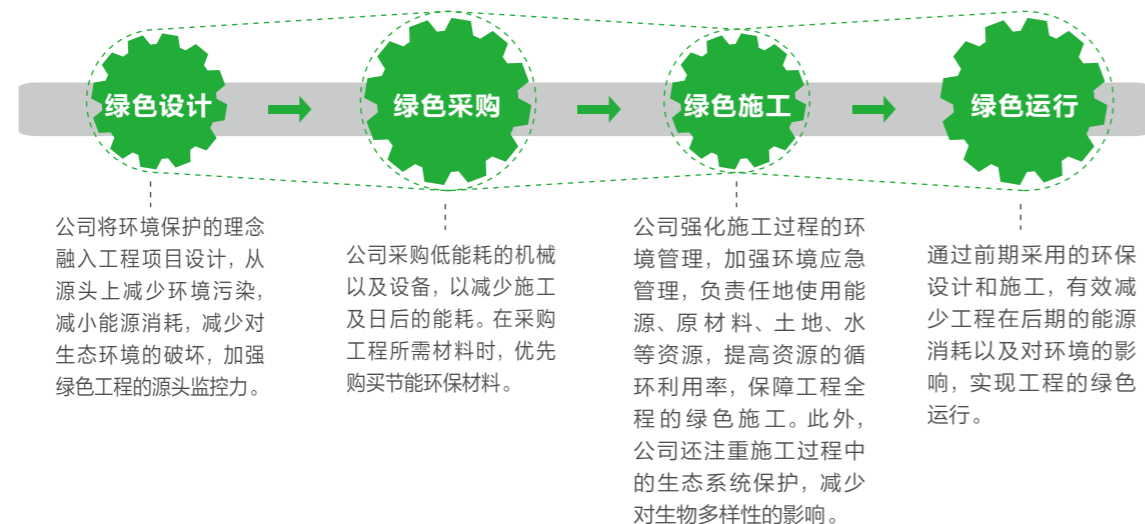 绿色设计
绿色采购
绿色施工
绿色运行
公司将环境保护的理念
融入工程项目设计，从
源头上减少环境污染，
减小能源消耗，减少对
生态环境的破坏，加强
绿色工程的源头监控力。
公司采购低能耗的机械
以及设备，以减少施工
及日后的能耗。在采购
工程所需材料时，优先
购买节能环保材料。
公司强化施工过程的环
境管理，加强环境应急
管理，负责任地使用能
源、原材料、土地、水
等资源，提高资源的循
环利用率，保障工程全
程的绿色施工。此外，
公司还注重施工过程中
的生态系统保护，减少
对生物多样性的影响。
通过前期采用的环保
设计和施工，有效减
少工程在后期的能源
消耗以及对环境的影
响，实现工程的绿色
运行。